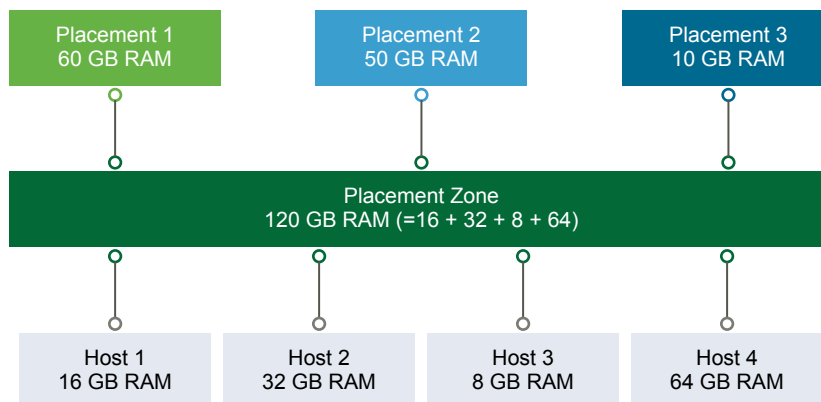 Placement 1
60 GB RAM
Placement 2
50 GB RAM
Placement 3
10 GB RAM
Placement Zone
120 GB RAM (=16 + 32 + 8 + 64)
Host 1
16 GB RAM
Host 2
32 GB RAM
Host 3
8 GB RAM
Host 4
64 GB RAM